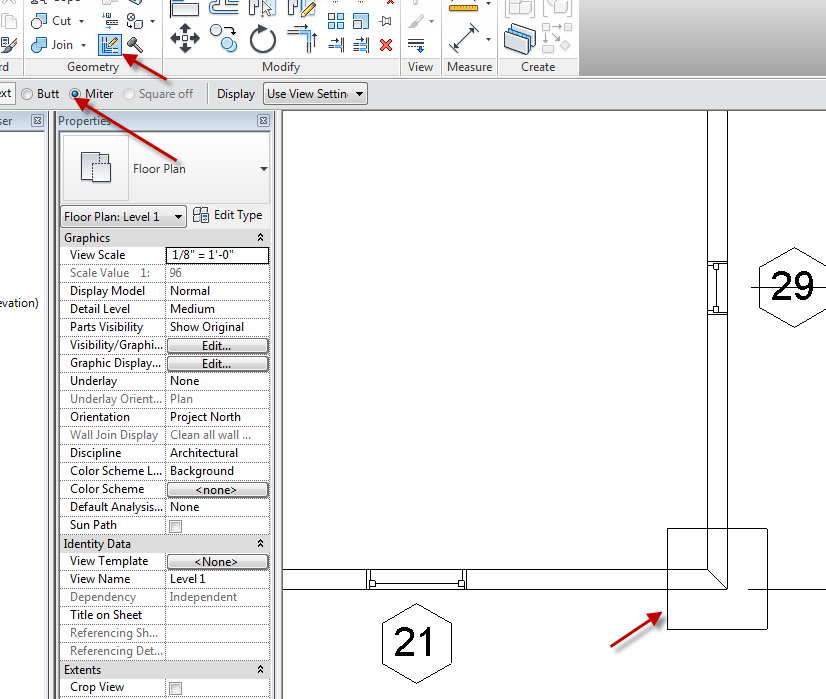 Cut
Join
rd Geometry Modify View Measure Create
ext Butt Miter Square off Display Use View Settin
ser Properties
Floor Plan
Floor Plan: Level 1 Edit Type
Graphics
View Scale 1/8" = 1'-0"
Scale Value 1: 96
Display Model Normal
evation) Detail Level Medium
Parts Visibility Show Original
Visibility/Graphi... Edit...
Graphic Display... Edit...
Underlay None
Underlay Orient... Plan
Orientation Project North
Wall Join Display Clean all wall ...
Discipline Architectural
Color Scheme L... Background
Color Scheme <none>
Default Analysis... None
Sun Path
Identity Data
View Template <None>
View Name Level 1
Dependency Independent
Title on Sheet
Referencing Sh...
Referencing Det...
Extents
Crop View
29
21